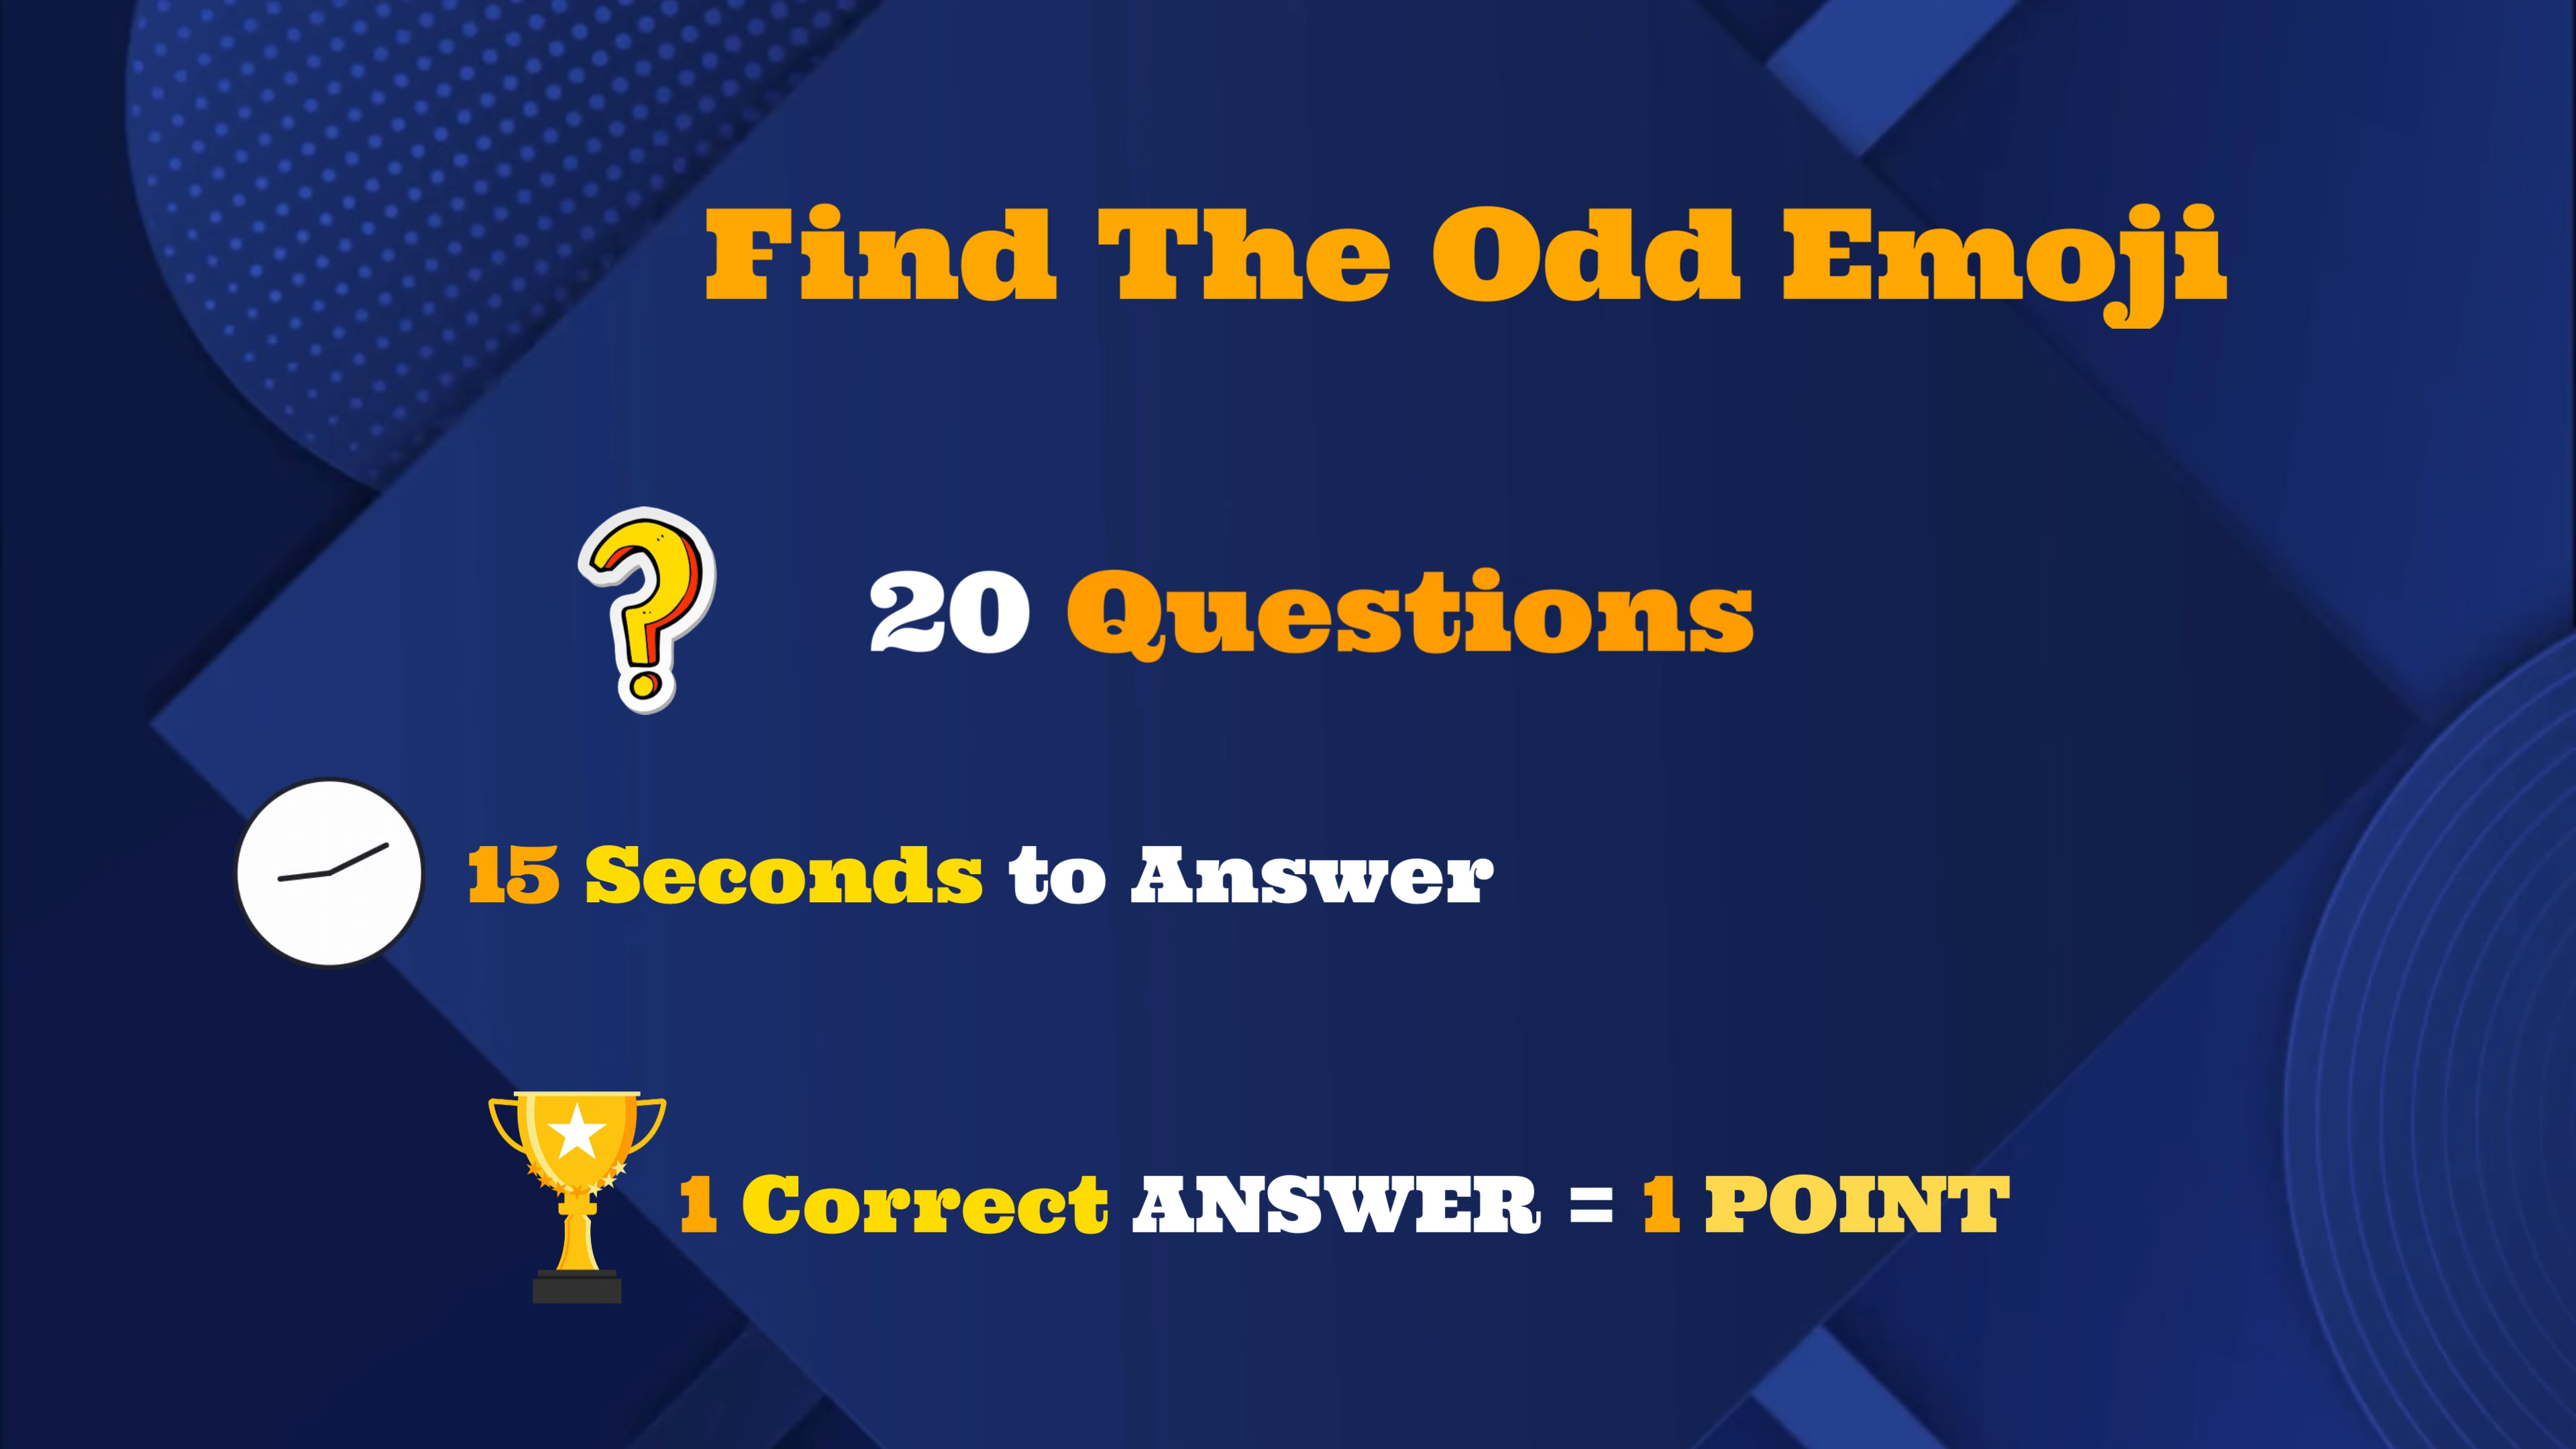 Find The Odd Emoji
20 Questions
15 Seconds to Answer
1 Correct ANSWER = 1 POINT